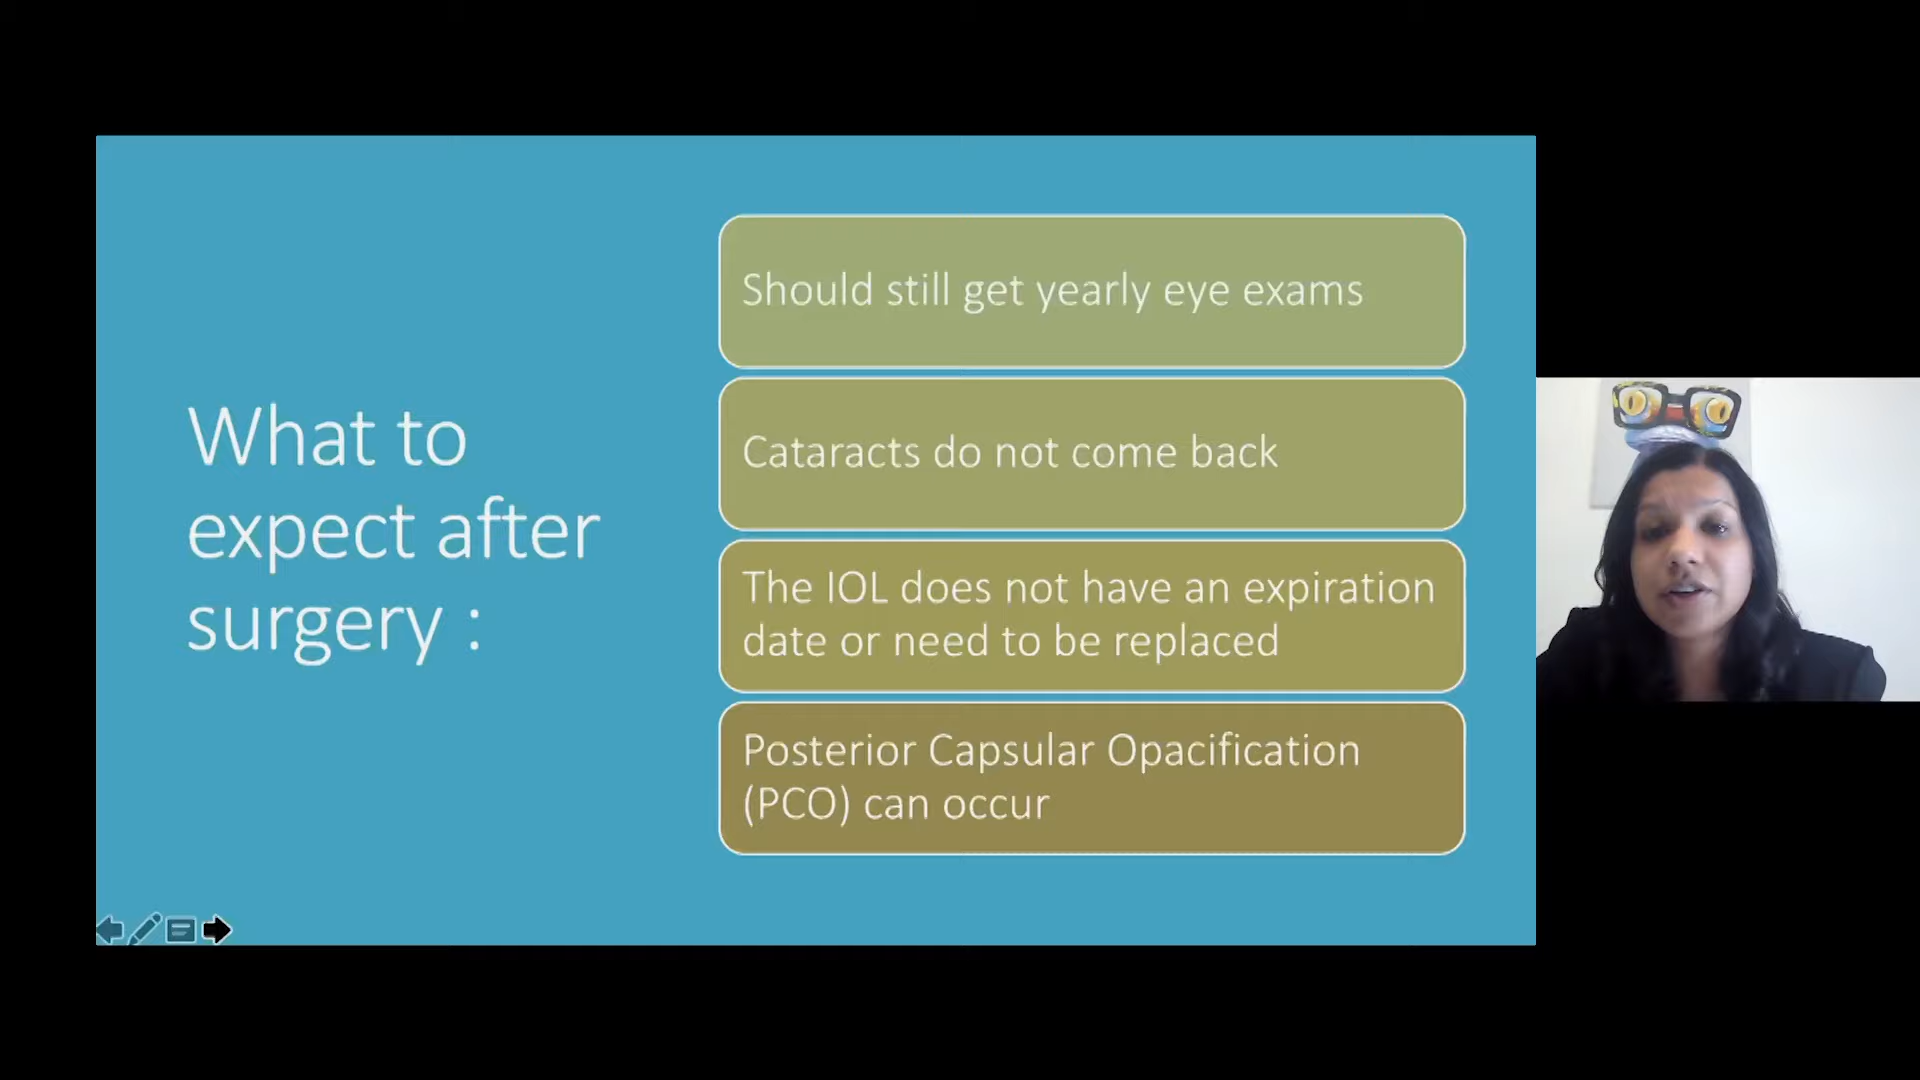 What to
expect after
surgery :
Should still get yearly eye exams
Cataracts do not come back
The IOL does not have an expiration
date or need to be replaced
Posterior Capsular Opacification
(PCO) can occur